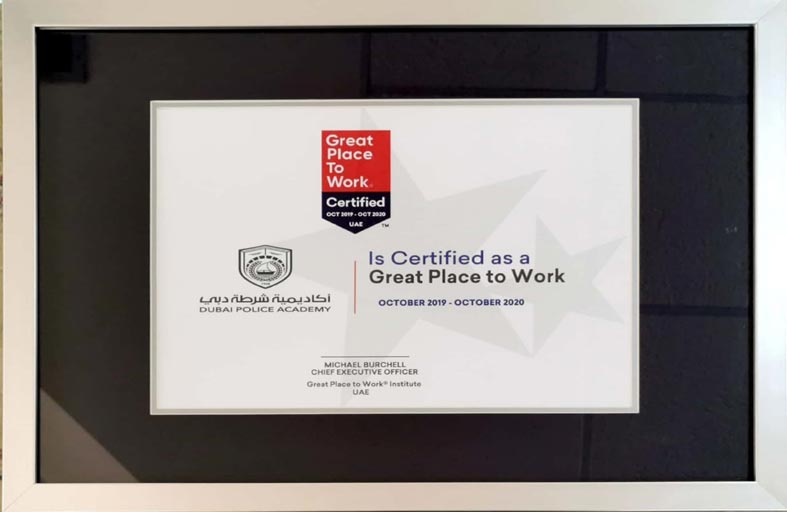 Great
Place
To
Work®
Certified
OCT 2019 - OCT 2020
UAE
™
أكاديمية شرطة دبي
DUBAI POLICE ACADEMY
Is Certified as a
Great Place to Work
OCTOBER 2019 - OCTOBER 2020
MICHAEL BURCHELL
CHIEF EXECUTIVE OFFICER
Great Place to Work® Institute
UAE